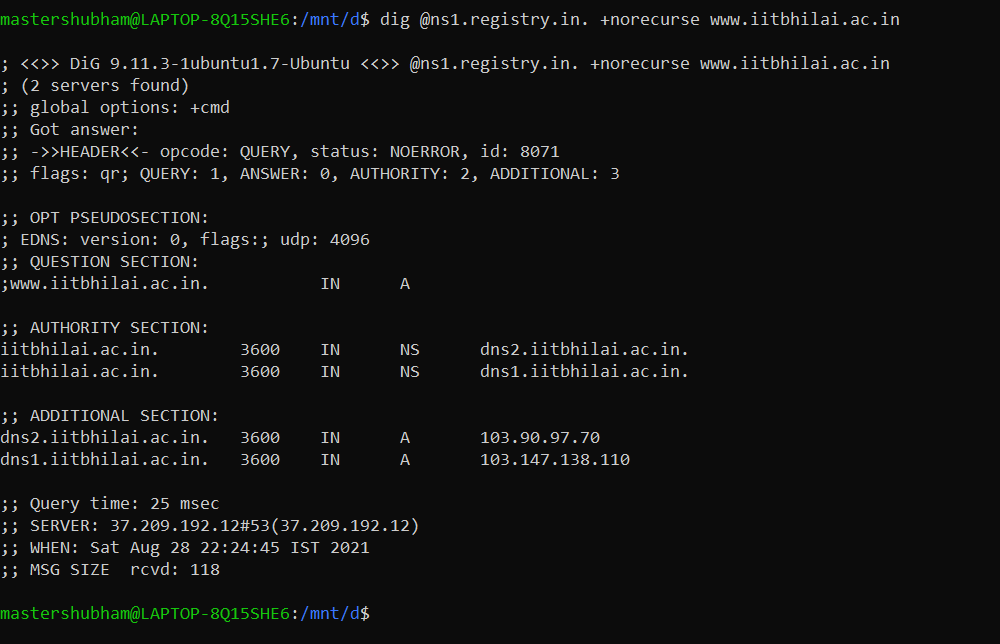 mastershubham@LAPTOP-8Q15SHE6:/mnt/d$ dig @ns1.registry.in. +norecurse www.iitbhilai.ac.in
; <<>> DiG 9.11.3-1ubuntu1.7-Ubuntu <<>> @ns1.registry.in. +norecurse www.iitbhilai.ac.in
; (2 servers found)
;; global options: +cmd
;; Got answer:
;; ->>HEADER<<- opcode: QUERY, status: NOERROR, id: 8071
;; flags: qr; QUERY: 1, ANSWER: 0, AUTHORITY: 2, ADDITIONAL: 3
;; OPT PSEUDOSECTION:
; EDNS: version: 0, flags:; udp: 4096
;; QUESTION SECTION:
;www.iitbhilai.ac.in. IN A
;; AUTHORITY SECTION:
iitbhilai.ac.in. 3600 IN NS dns2.iitbhilai.ac.in.
iitbhilai.ac.in. 3600 IN NS dns1.iitbhilai.ac.in.
;; ADDITIONAL SECTION:
dns2.iitbhilai.ac.in. 3600 IN A 103.90.97.70
dns1.iitbhilai.ac.in. 3600 IN A 103.147.138.110
;; Query time: 25 msec
;; SERVER: 37.209.192.12#53(37.209.192.12)
;; WHEN: Sat Aug 28 22:24:45 IST 2021
;; MSG SIZE rcvd: 118
mastershubham@LAPTOP-8Q15SHE6:/mnt/d$